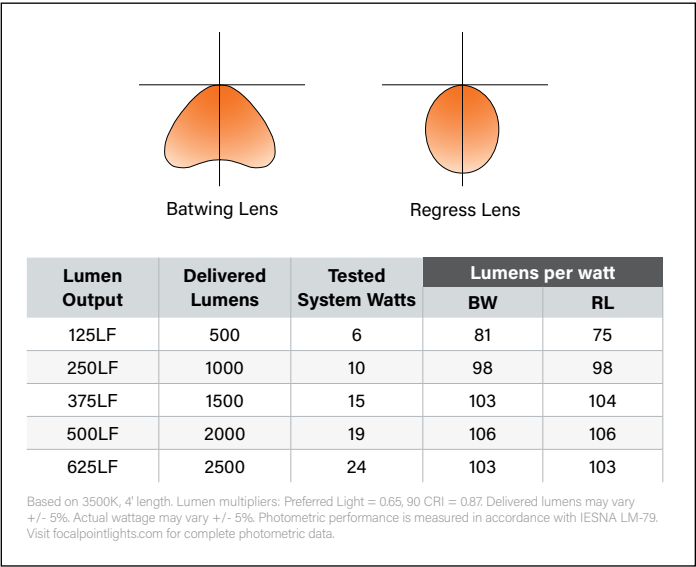 Batwing Lens
Regress Lens
Lumen Output
Delivered Lumens
Tested System Watts
Lumens per watt
BW
RL
125LF 500 6 81 75
250LF 1000 10 98 98
375LF 1500 15 103 104
500LF 2000 19 106 106
625LF 2500 24 103 103
Based on 3500K, 4' length. Lumen multipliers: Preferred Light = 0.65, 90 CRI = 0.87. Delivered lumens may vary
+/- 5%. Actual wattage may vary +/- 5%. Photometric performance is measured in accordance with IESNA LM-79.
Visit focalpointlights.com for complete photometric data.